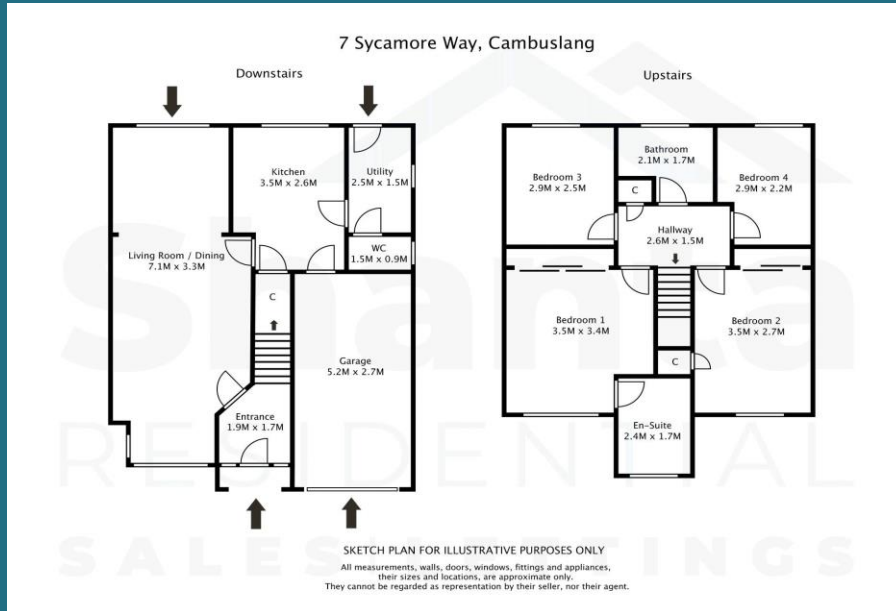 7 Sycamore Way, Cambuslang
Downstairs
Upstairs
Kitchen
3.5M x 2.6M
Utility
2.5M x 1.5M
WC
1.5M x 0.9M
Living Room / Dining
7.1M x 3.3M
C
Garage
5.2M x 2.7M
Entrance
1.9M x 1.7M
Bedroom 3
2.9M x 2.5M
Bathroom
2.1M x 1.7M
Bedroom 4
2.9M x 2.2M
C
Hallway
2.6M x 1.5M
Bedroom 1
3.5M x 3.4M
Bedroom 2
3.5M x 2.7M
C
En-Suite
2.4M x 1.7M
Shanta
RESIDENTIAL
SALES LETTINGS
SKETCH PLAN FOR ILLUSTRATIVE PURPOSES ONLY
All measurements, walls, doors, windows, fittings and appliances,
their sizes and locations, are approximate only.
They cannot be regarded as representation by their seller, nor their agent.